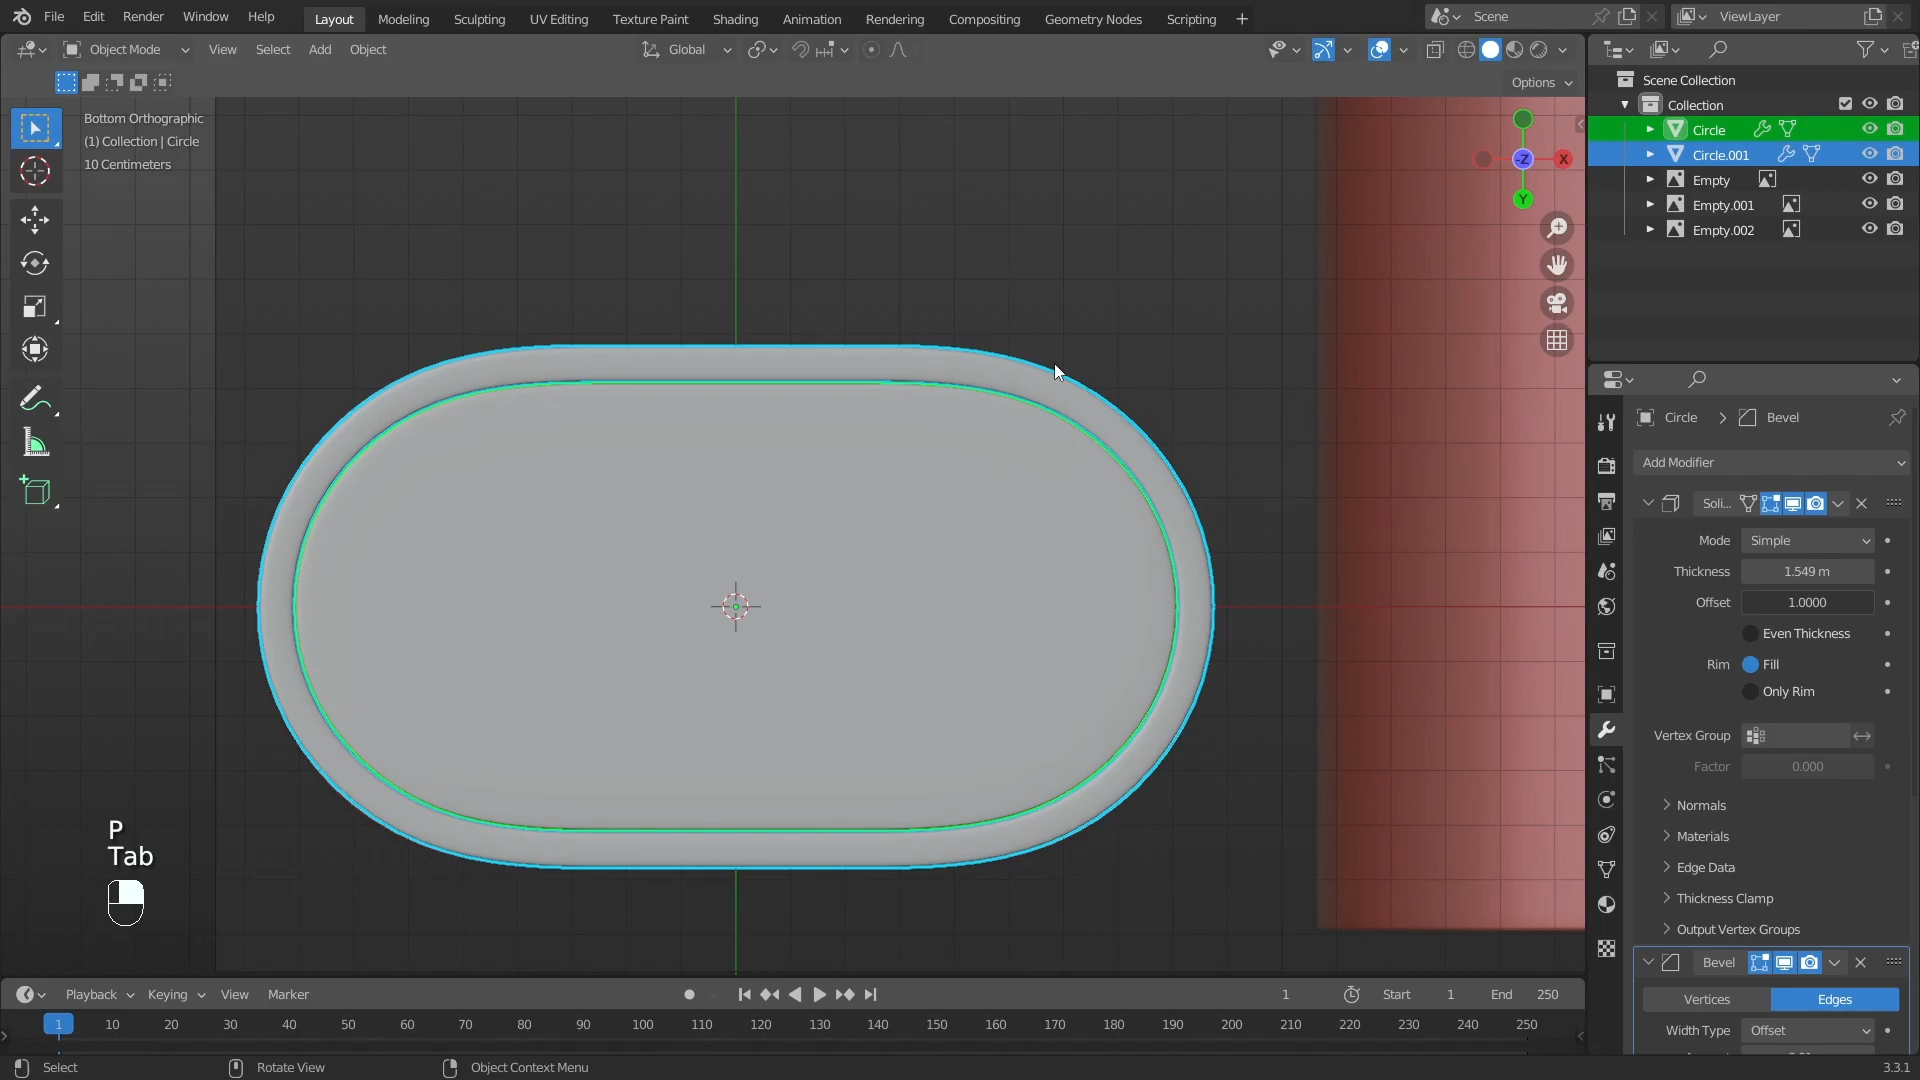 File Edit Render Window Help Layout Modeling Sculpting UV Editing Texture Paint Shading Animation Rendering Compositing Geometry Nodes Scripting + Scene ViewLayer
Object Mode View Select Add Object Global
Options
Bottom Orthographic
(1) Collection | Circle
10 Centimeters
-Z X
Y
P
Tab
Scene Collection
Collection
Circle
Circle.001
Empty
Empty.001
Empty.002
Circle > Bevel
Add Modifier
Soli...
Mode Simple
Thickness 1.549 m
Offset 1.0000
Even Thickness
Rim Fill
Only Rim
Vertex Group
Factor 0.000
Normals
Materials
Edge Data
Thickness Clamp
Output Vertex Groups
Bevel
Vertices Edges
Width Type Offset
Playback Keying View Marker 1 Start 1 End 250
1 10 20 30 40 50 60 70 80 90 100 110 120 130 140 150 160 170 180 190 200 210 220 230 240 250
Select Rotate View Object Context Menu 3.3.1